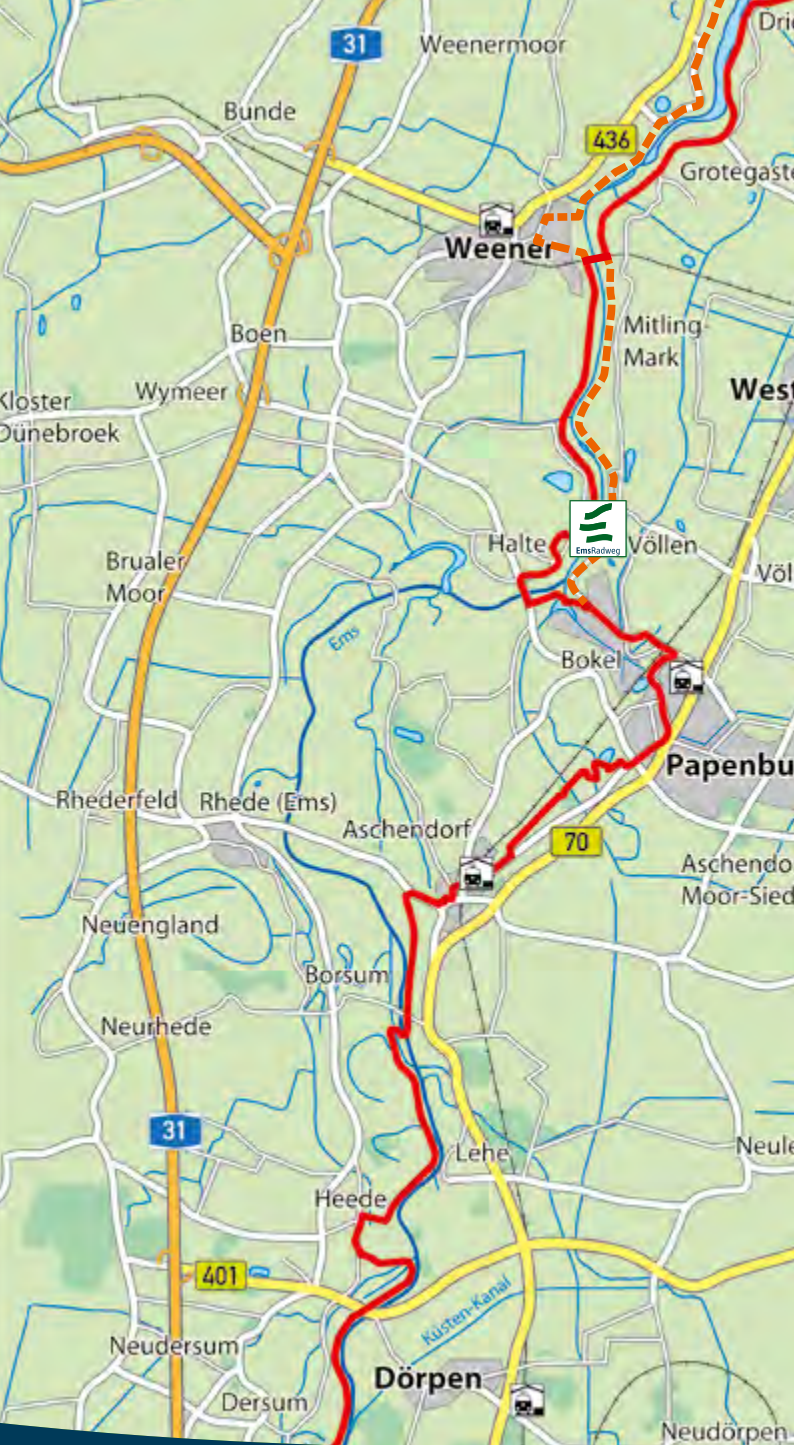 31
Weenermoor
Drie
Bunde
436
Grotegaste
Weener
Mitling-
Mark
Boen
Wymeer
Kloster
Dünebroek
West
Halte
EmsRadweg
Völlen
Völ
Brualer
Moor
Ems
Bokel
Papenbu
Rhederfeld
Rhede (Ems)
Aschendorf
70
Aschendo
Moor-Sied
Neuengland
Borsum
Neurhede
31
Lehe
Neule
Heede
401
Küsten-Kanal
Neudersum
Dörpen
Dersum
Neudörpen